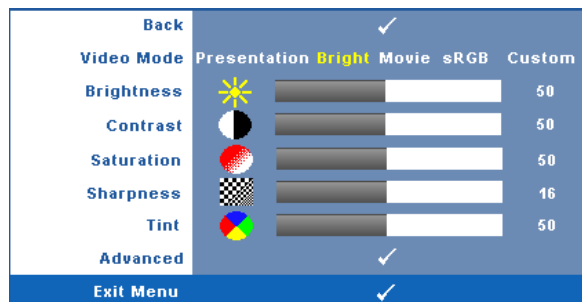 Back
Video Mode Presentation Bright Movie sRGB Custom
Brightness 50
Contrast 50
Saturation 50
Sharpness 16
Tint 50
Advanced
Exit Menu